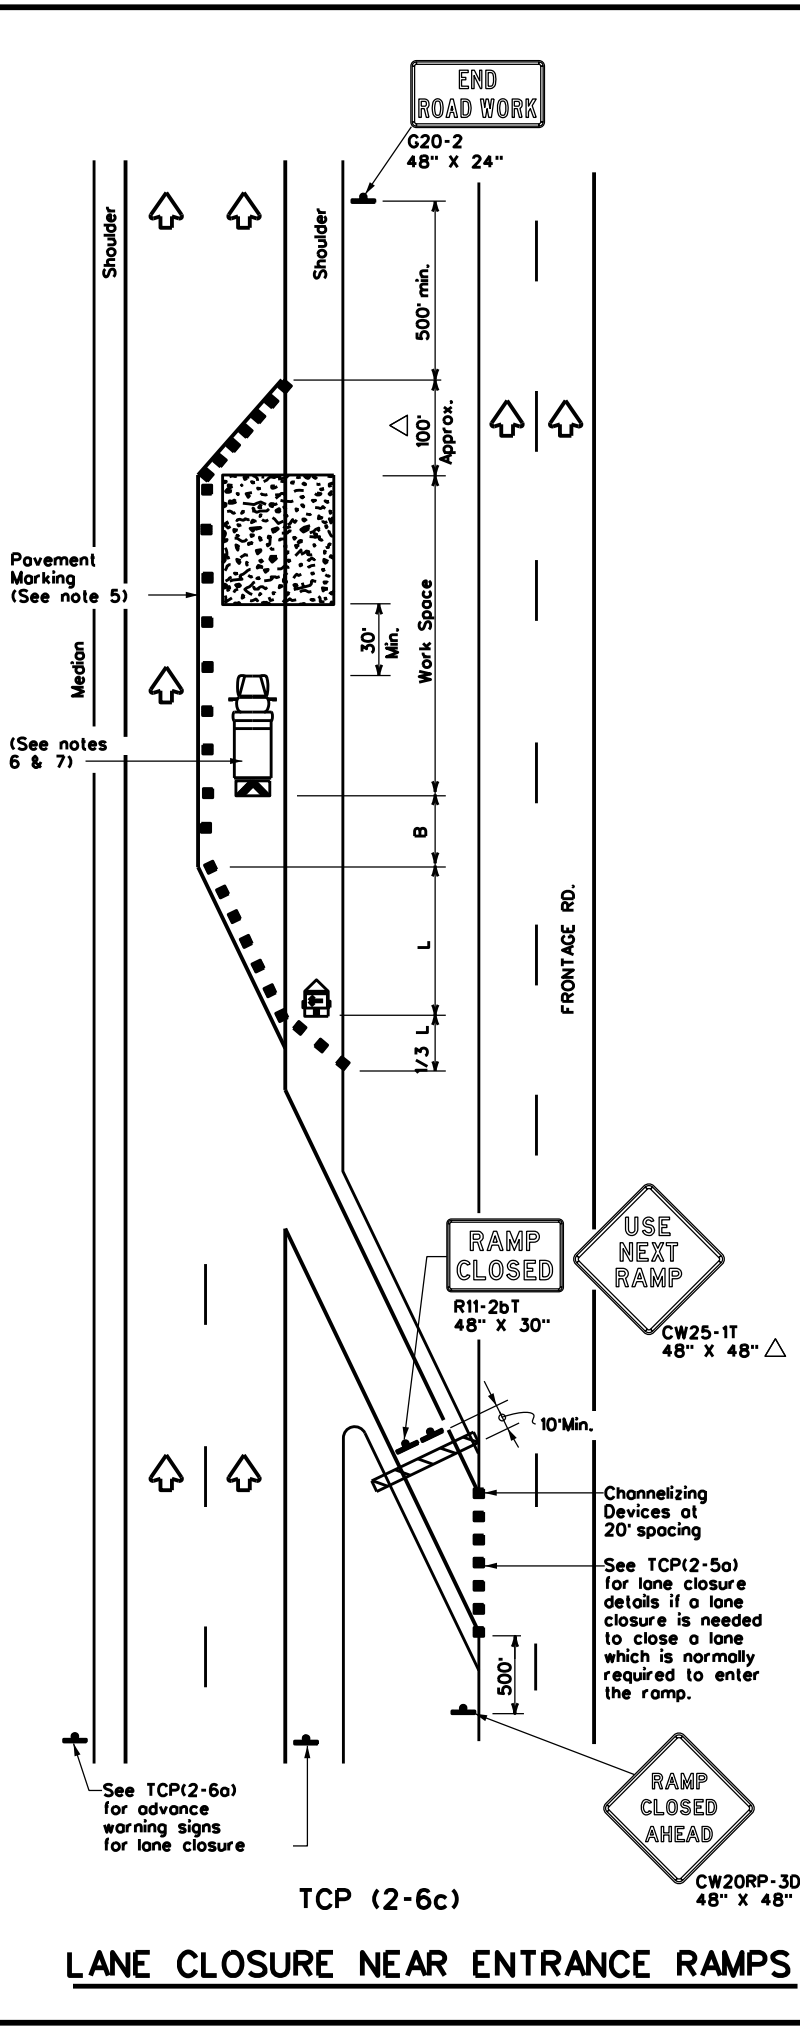 END
ROAD WORK
G20-2
48" X 24"
Shoulder
Shoulder
500' min.
100'
Approx.
Pavement
Marking
(See note 5)
30'
Min.
Work Space
Median
(See notes
6 & 7)
B
L
FRONTAGE RD.
1/3 L
RAMP
CLOSED
R11-2bT
48" X 30"
USE
NEXT
RAMP
CW25-1T
48" X 48"
10'Min.
Channelizing
Devices at
20' spacing
See TCP(2-5a)
for lane closure
details if a lane
closure is needed
to close a lane
which is normally
required to enter
the ramp.
500'
See TCP(2-6a)
for advance
warning signs
for lane closure
RAMP
CLOSED
AHEAD
CW20RP-3D
48" X 48"
TCP (2-6c)
LANE CLOSURE NEAR ENTRANCE RAMPS